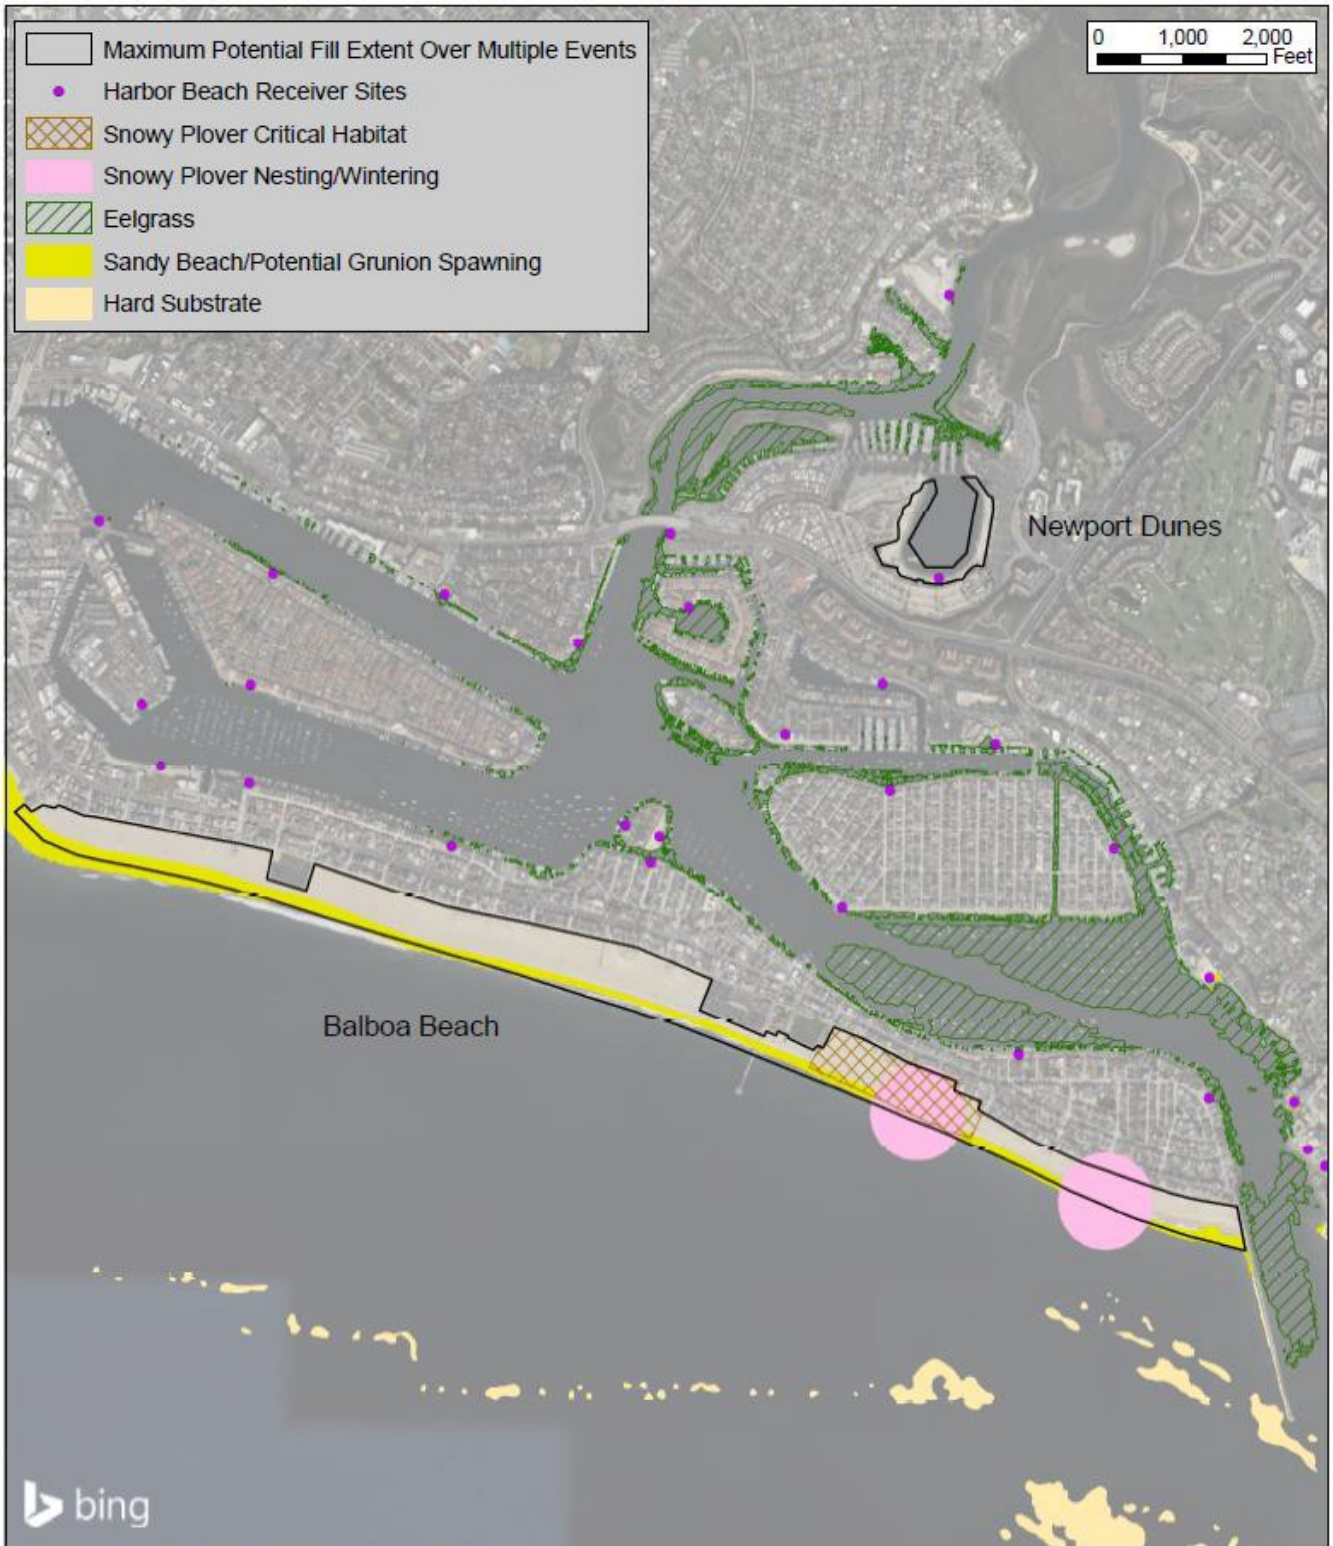 Maximum Potential Fill Extent Over Multiple Events
Harbor Beach Receiver Sites
Snowy Plover Critical Habitat
Snowy Plover Nesting/Wintering
Eelgrass
Sandy Beach/Potential Grunion Spawning
Hard Substrate
0 1,000 2,000
Feet
Newport Dunes
Balboa Beach
bing